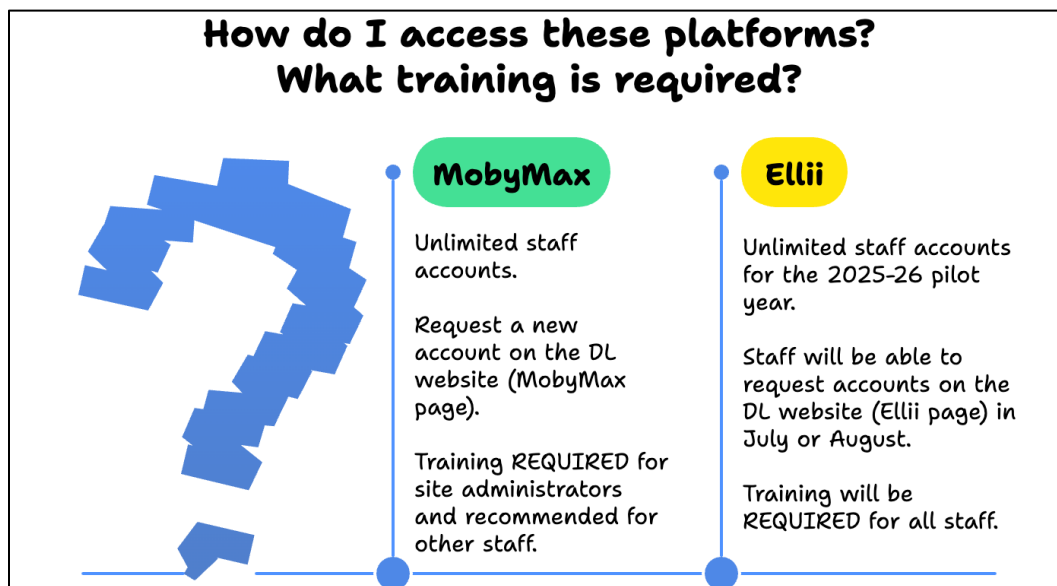 How do I access these platforms?
What training is required?
MobyMax
Unlimited staff
accounts.
Request a new
account on the DL
website (MobyMax
page).
Training REQUIRED for
site administrators
and recommended for
other staff.
Ellii
Unlimited staff accounts
for the 2025-26 pilot
year.
Staff will be able to
request accounts on the
DL website (Ellii page) in
July or August.
Training will be
REQUIRED for all staff.